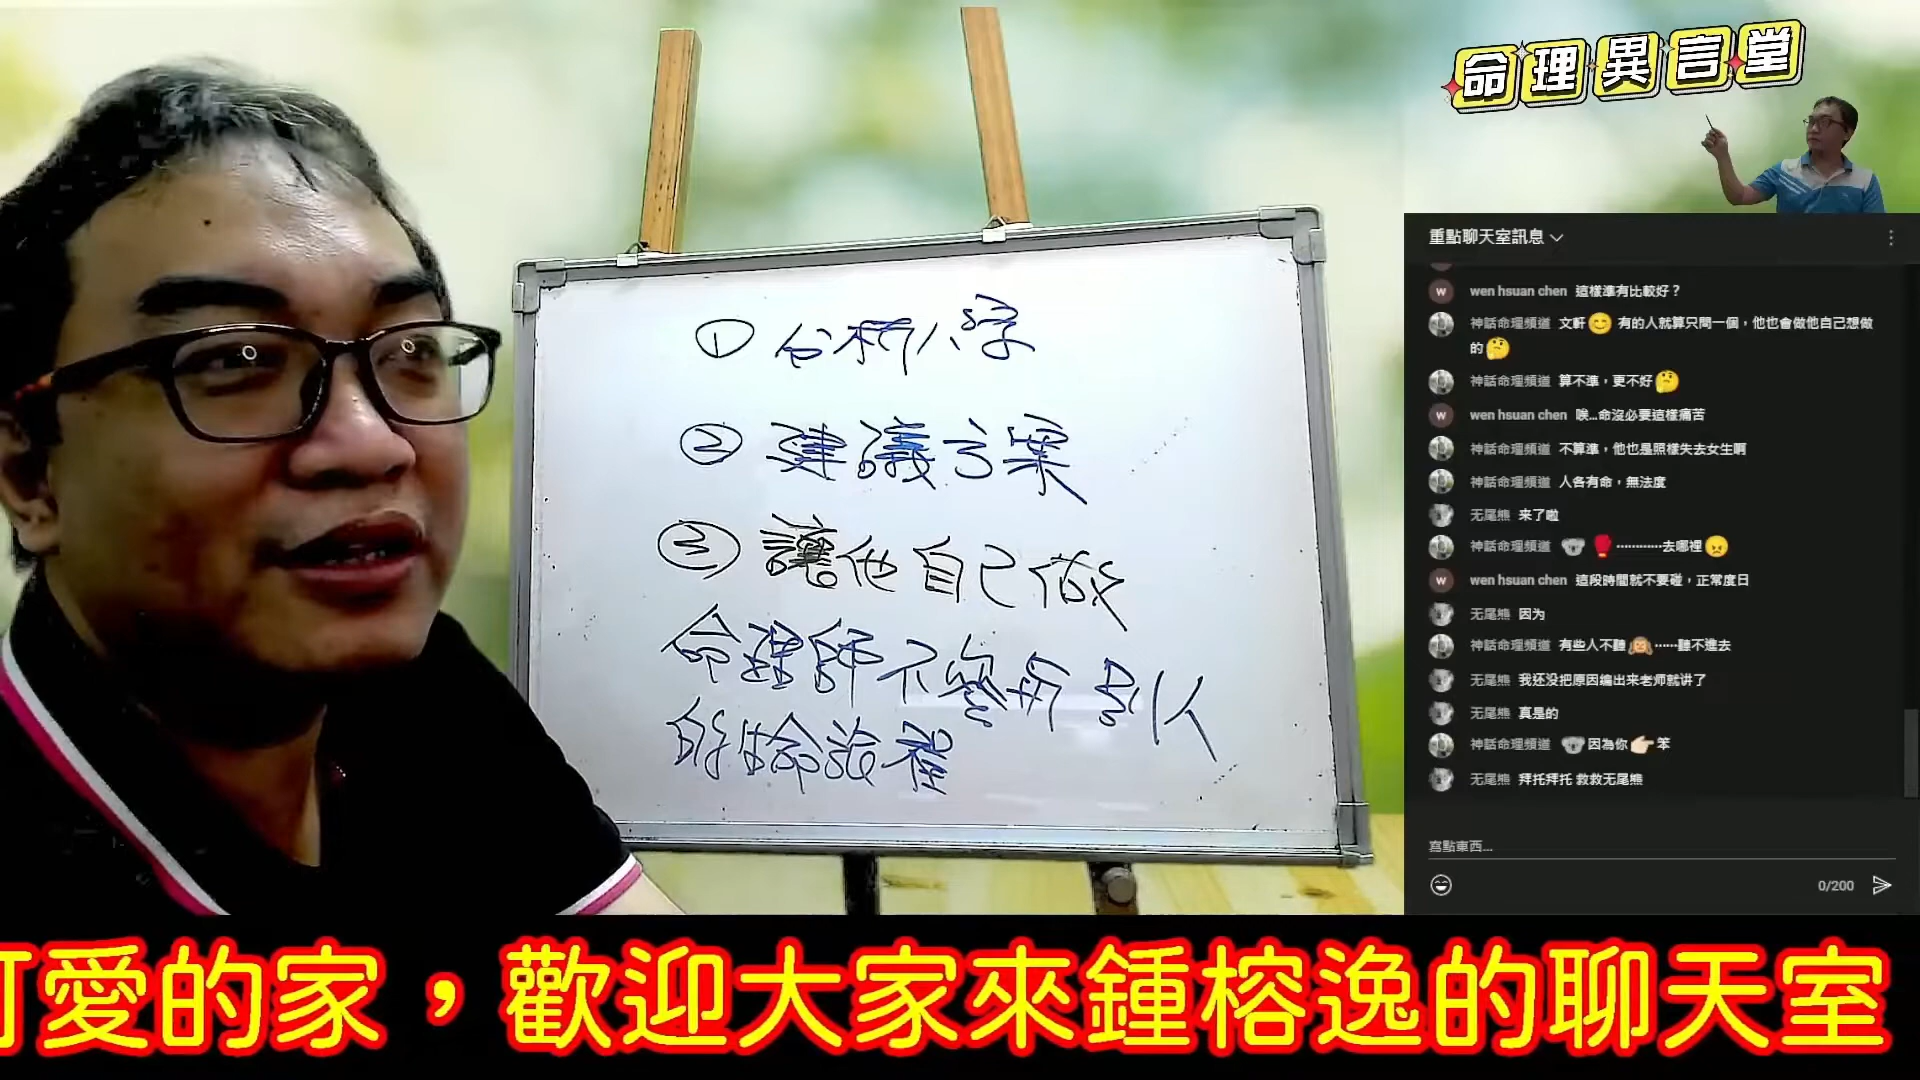 命理異言堂
①分析八字
②建議方案
③讓他自己做
命理師不參與別人
的生命旅程
重點聊天室訊息
wen hsuan chen 這樣準有比較好？
神話命理頻道 文軒😊 有的人就算只問一個，他也會做他自己想做
的🤔
神話命理頻道 算不準，更不好🤔
wen hsuan chen 唉...命沒必要這樣痛苦
神話命理頻道 不算準，他也是照樣失去女生啊
神話命理頻道 人各有命，無法度
无尾熊 来了啦
神話命理頻道 🐨🥊…………去哪裡😠
wen hsuan chen 這段時間就不要碰，正常度日
无尾熊 因为
神話命理頻道 有些人不聽🙉……聽不進去
无尾熊 我还没把原因编出来老师就讲了
无尾熊 真是的
神話命理頻道 🐨因為你👉🏻笨
无尾熊 拜托拜托 救救无尾熊
寫點東西...
0/200
可愛的家，歡迎大家來鍾榕逸的聊天室